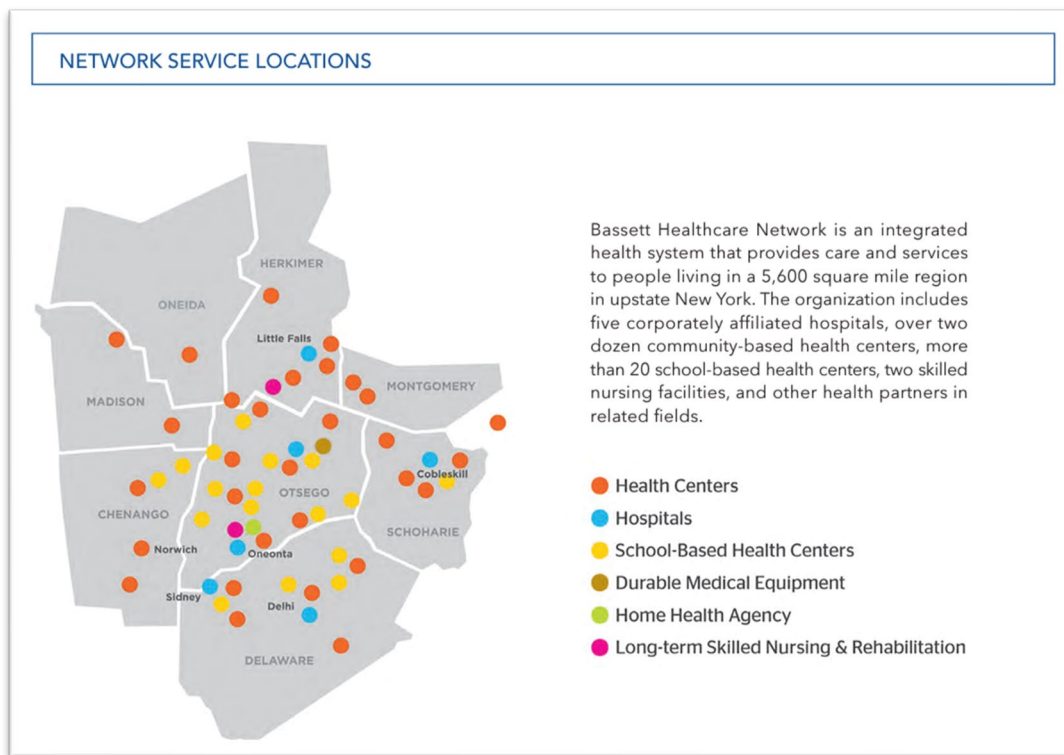 NETWORK SERVICE LOCATIONS
HERKIMER
ONEIDA
Little Falls
MADISON
MONTGOMERY
Cobleskill
OTSEGO
CHENANGO
SCHOHARIE
Norwich
Oneonta
Sidney
Delhi
DELAWARE
Bassett Healthcare Network is an integrated
health system that provides care and services
to people living in a 5,600 square mile region
in upstate New York. The organization includes
five corporately affiliated hospitals, over two
dozen community-based health centers, more
than 20 school-based health centers, two skilled
nursing facilities, and other health partners in
related fields.
Health Centers
Hospitals
School-Based Health Centers
Durable Medical Equipment
Home Health Agency
Long-term Skilled Nursing & Rehabilitation